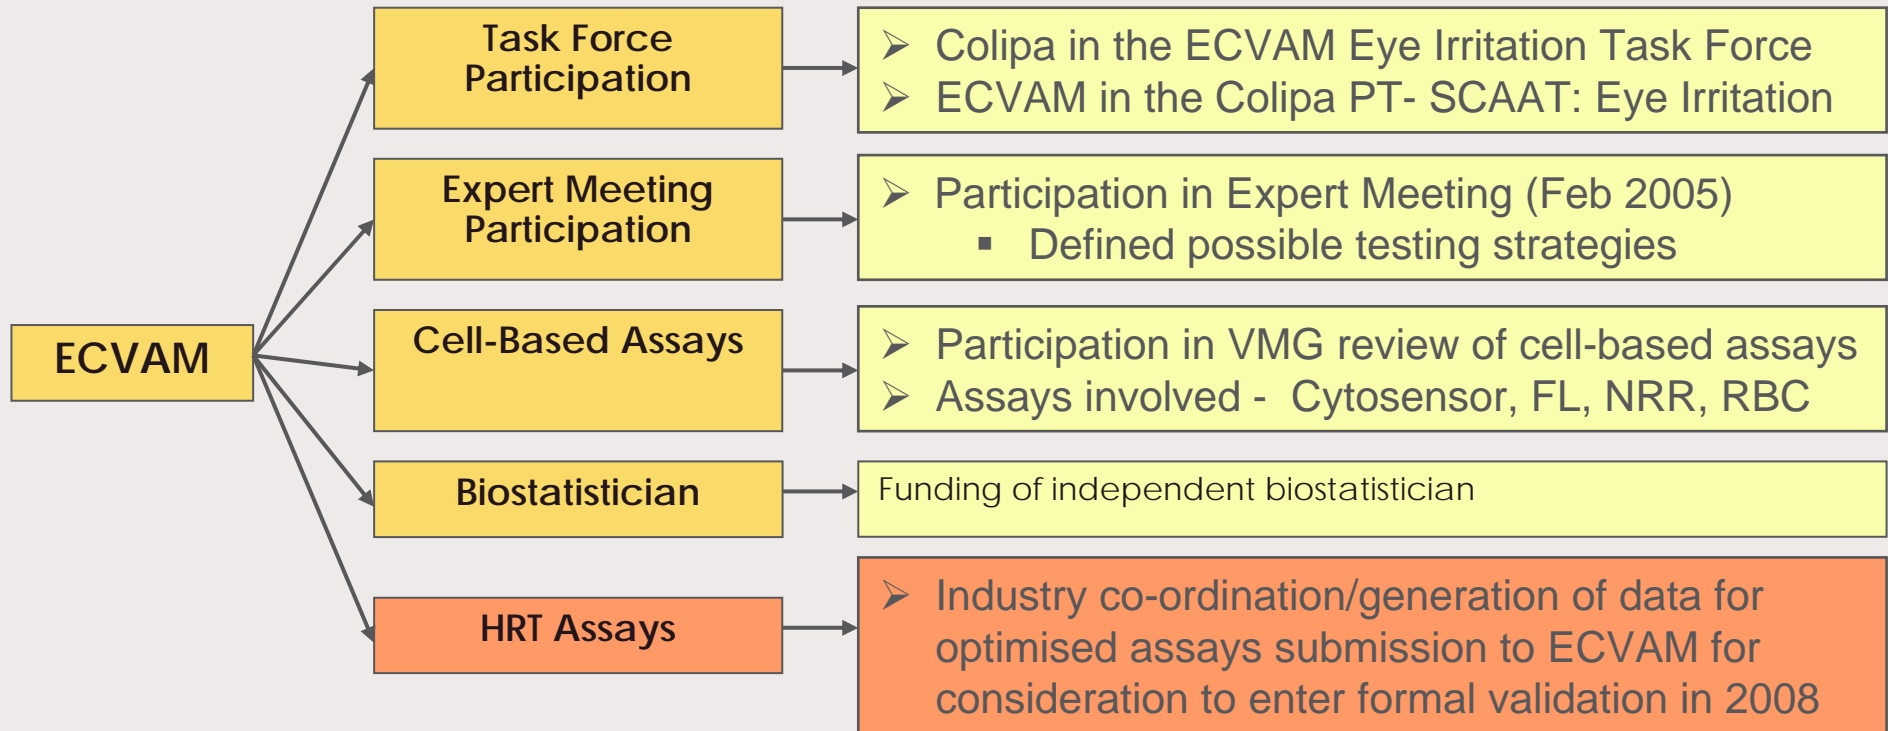 Task Force
Participation
➢ Colipa in the ECVAM Eye Irritation Task Force
➢ ECVAM in the Colipa PT- SCAAT: Eye Irritation
Expert Meeting
Participation
➢ Participation in Expert Meeting (Feb 2005)
▪ Defined possible testing strategies
ECVAM
Cell-Based Assays
➢ Participation in VMG review of cell-based assays
➢ Assays involved - Cytosensor, FL, NRR, RBC
Biostatistician
Funding of independent biostatistician
HRT Assays
➢ Industry co-ordination/generation of data for
optimised assays submission to ECVAM for
consideration to enter formal validation in 2008